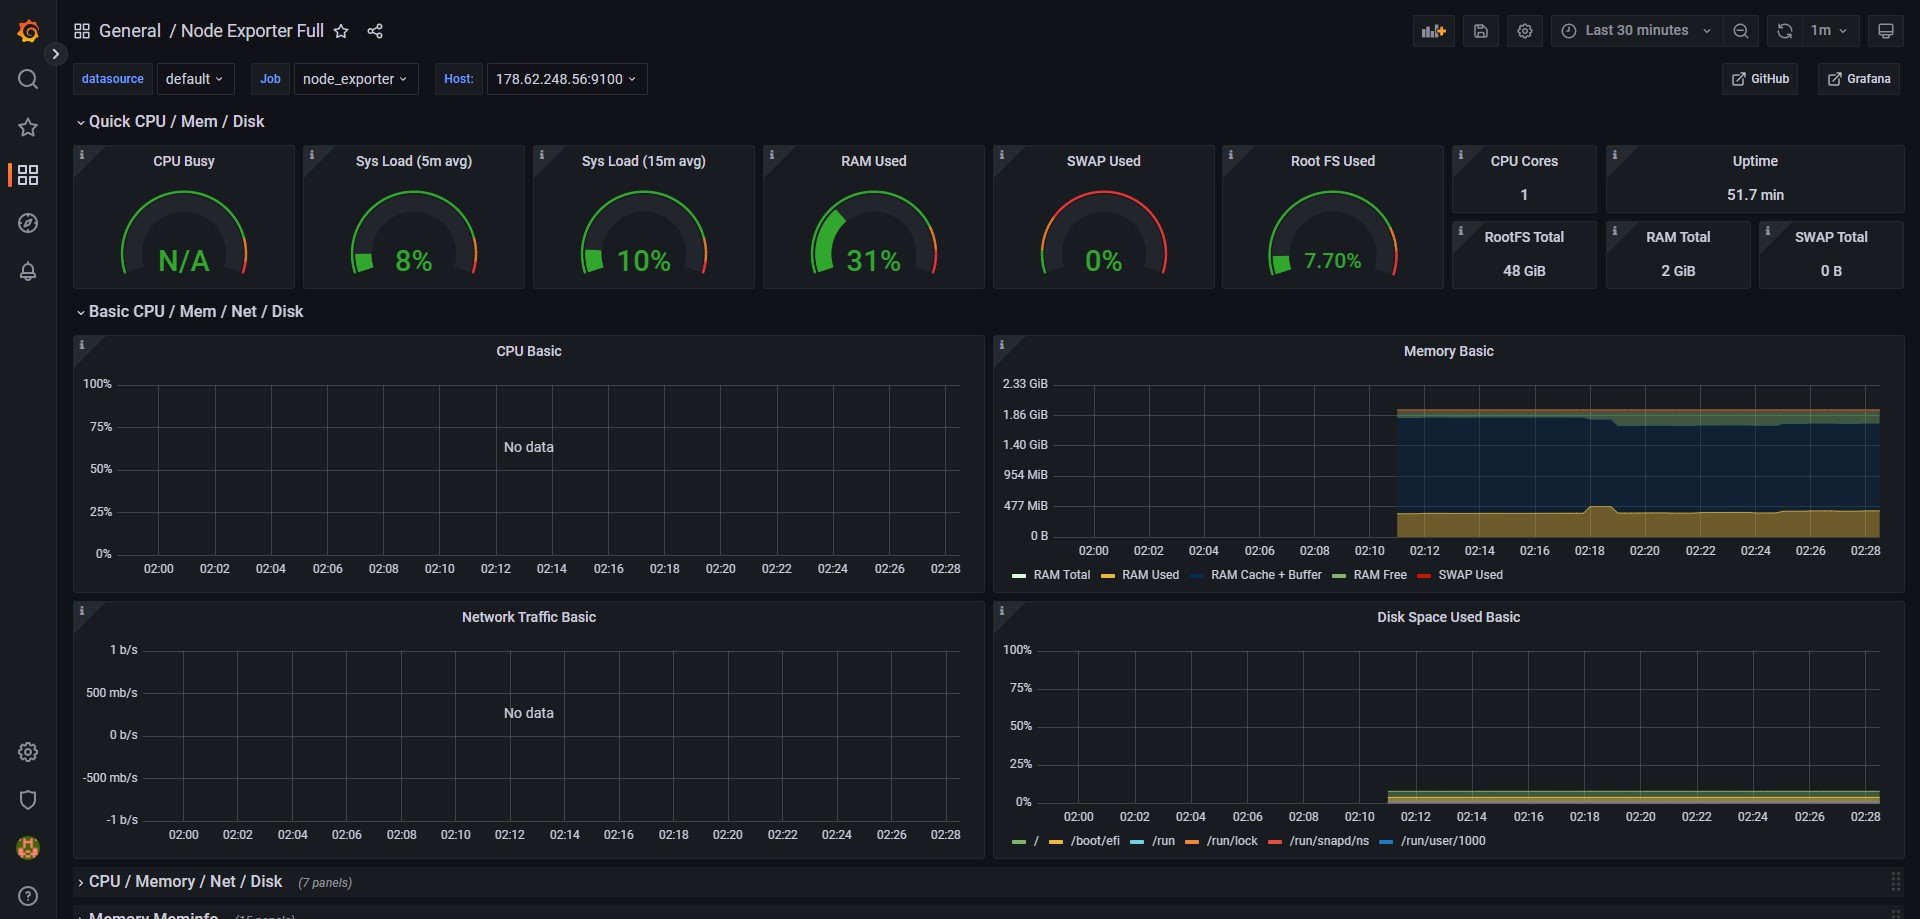 General / Node Exporter Full
Last 30 minutes
1m
datasource default Job node_exporter Host: 178.62.248.56:9100
GitHub Grafana
Quick CPU / Mem / Disk
CPU Busy
N/A
Sys Load (5m avg)
8%
Sys Load (15m avg)
10%
RAM Used
31%
SWAP Used
0%
Root FS Used
7.70%
CPU Cores
1
Uptime
51.7 min
RootFS Total
48 GiB
RAM Total
2 GiB
SWAP Total
0 B
Basic CPU / Mem / Net / Disk
CPU Basic
100%
75%
No data
50%
25%
0%
02:00 02:02 02:04 02:06 02:08 02:10 02:12 02:14 02:16 02:18 02:20 02:22 02:24 02:26 02:28
Memory Basic
2.33 GiB
1.86 GiB
1.40 GiB
954 MiB
477 MiB
0 B
02:00 02:02 02:04 02:06 02:08 02:10 02:12 02:14 02:16 02:18 02:20 02:22 02:24 02:26 02:28
RAM Total RAM Used RAM Cache + Buffer RAM Free SWAP Used
Network Traffic Basic
1 b/s
500 mb/s
No data
0 b/s
-500 mb/s
-1 b/s
02:00 02:02 02:04 02:06 02:08 02:10 02:12 02:14 02:16 02:18 02:20 02:22 02:24 02:26 02:28
Disk Space Used Basic
100%
75%
50%
25%
0%
02:00 02:02 02:04 02:06 02:08 02:10 02:12 02:14 02:16 02:18 02:20 02:22 02:24 02:26 02:28
/ /boot/efi /run /run/lock /run/snapd/ns /run/user/1000
CPU / Memory / Net / Disk (7 panels)
Memory Meminfo (15 panels)